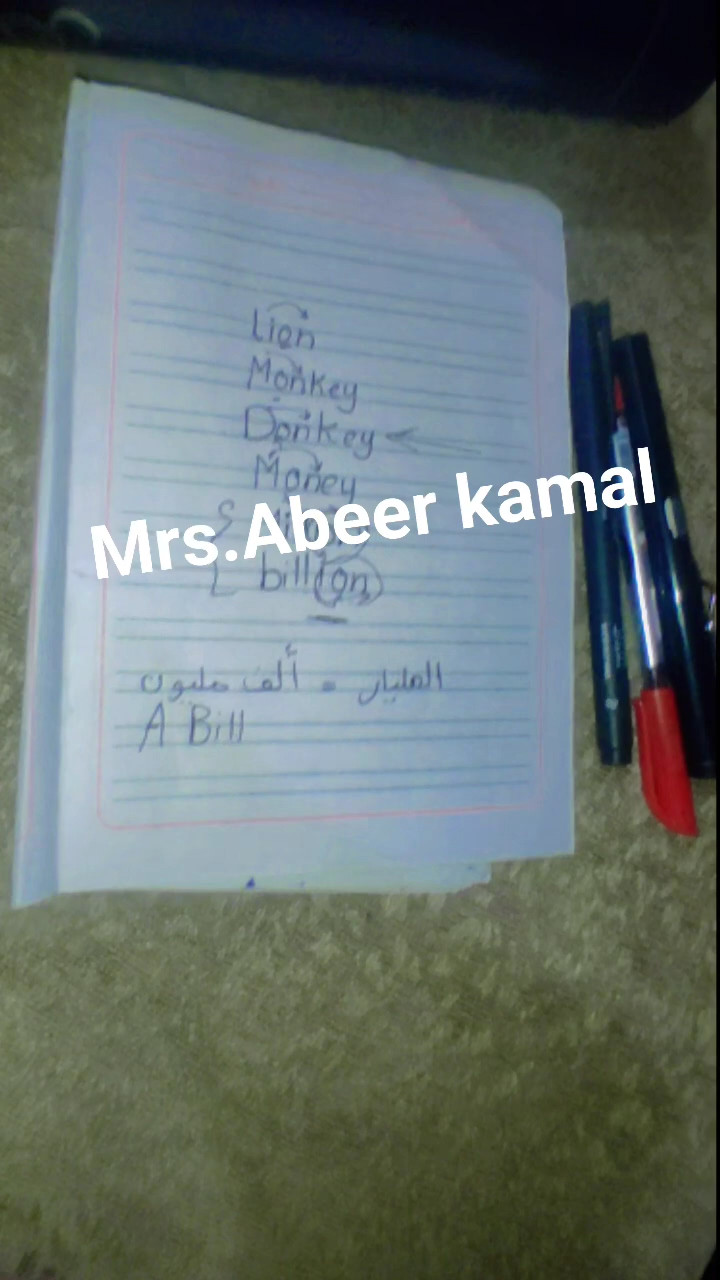 Lion
Monkey
Donkey
Money
Mrs.Abeer kamal
billion
المليار = ألف مليون
A Bill